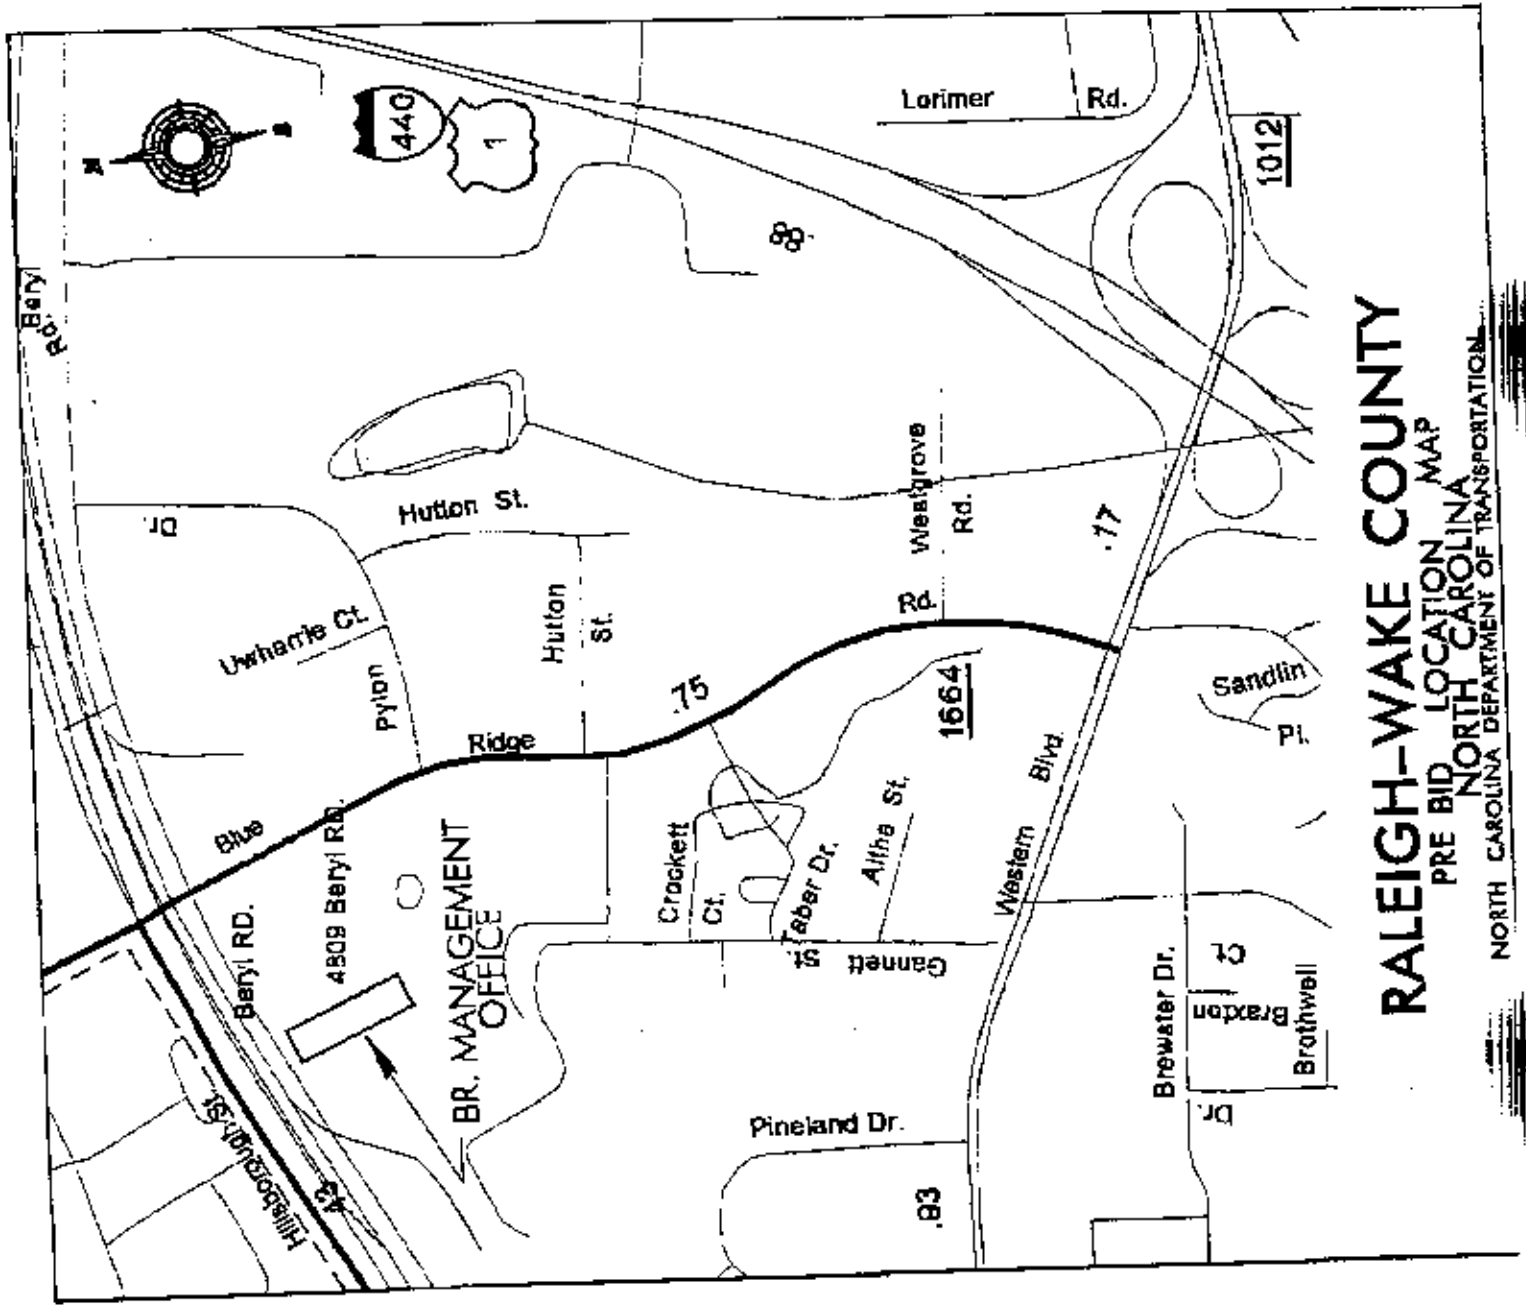 Lorimer Rd.
440
1
1012
88
Bery
Rd.
Hutton St.
Dr.
Westgrove
Rd.
.17
Uwharrie Ct.
Hutton
St.
Rd.
Pylon
.75
1664
Sandlin
Pl.
Ridge
Blue
4809 Beryl RD.
Beryl RD.
BR. MANAGEMENT
OFFICE
Crockett
Ct.
Taber Dr.
Altha St.
Western Blvd.
Gannett
St.
Hillsborough St.
.43
Pineland Dr.
.93
Brewster Dr.
Braxton
Ct.
Brathwell
Dr.
RALEIGH-WAKE COUNTY
PRE BID LOCATION MAP
NORTH CAROLINA
NORTH CAROLINA DEPARTMENT OF TRANSPORTATION